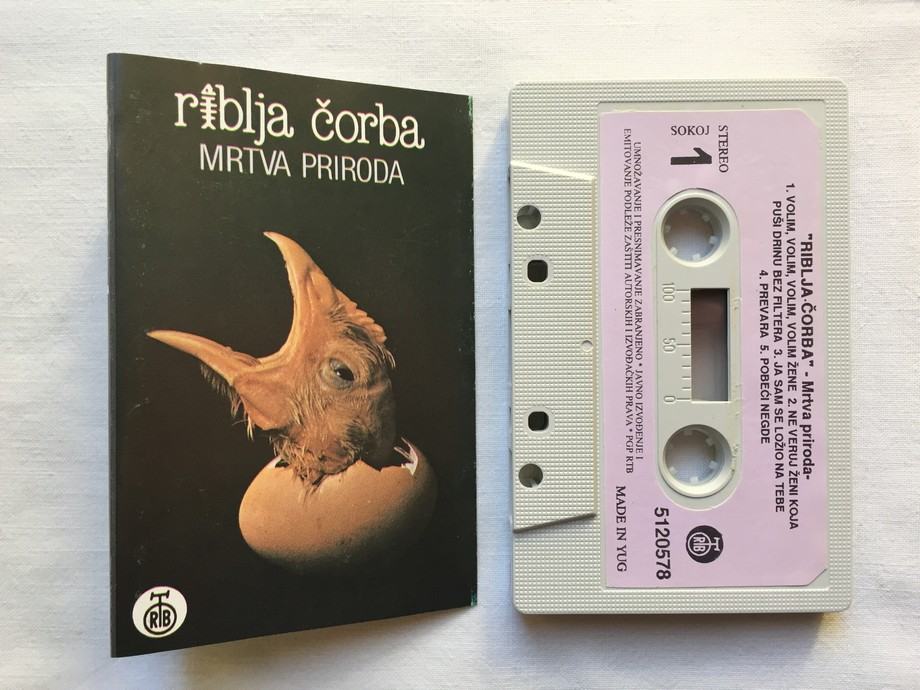 riblja čorba
MRTVA PRIRODA
RTB
"RIBLJA ČORBA" - Mrtva priroda-
1. VOLIM, VOLIM, VOLIM, VOLIM ŽENE 2. NE VERUJ ŽENI KOJA
PUŠI DRINU BEZ FILTERA 3. JA SAM SE LOŽIO NA TEBE
4. PREVARA 5. POBEĆI NEGDE
STEREO
SOKOJ
1
100
50
0
RTB
5120578
UMNOŽAVANJE I PRESNIMAVANJE ZABRANJENO * JAVNO IZVOĐENJE I
EMITOVANJE PODLEŽE ZAŠTITI AUTORSKIH I IZVOĐAČKIH PRAVA * PGP RTB
MADE IN YUG